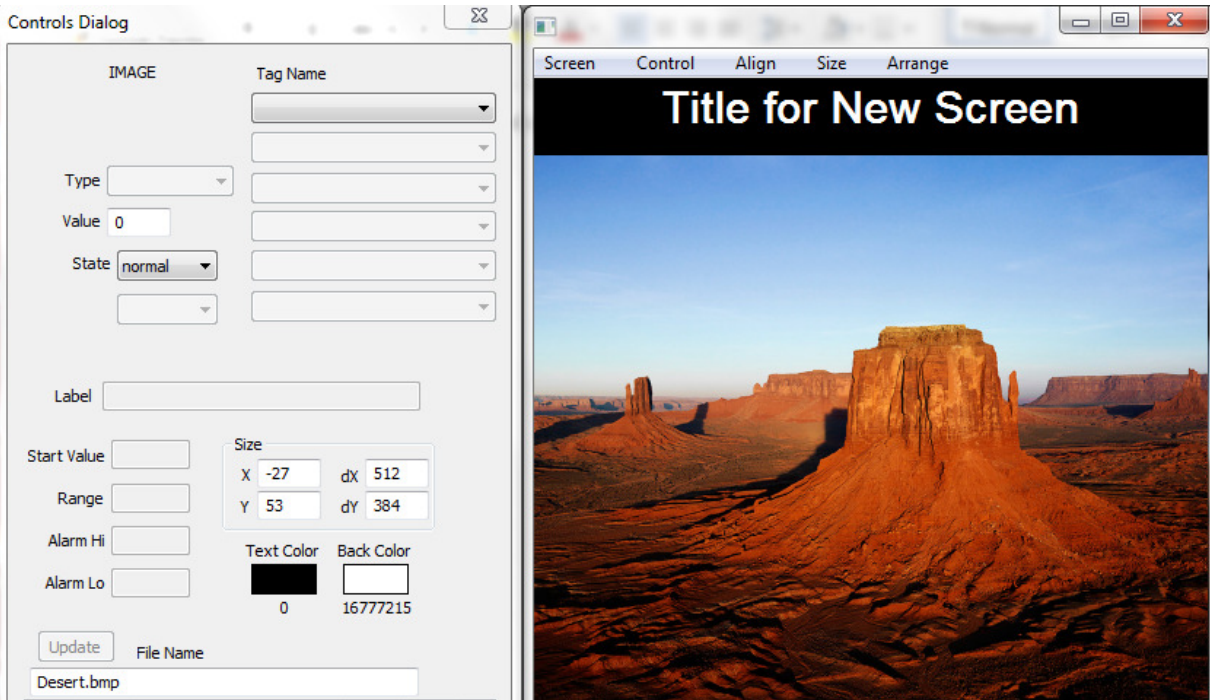 Controls Dialog
IMAGE
Tag Name
Type
Value 0
State normal
Label
Start Value
Range
Alarm Hi
Alarm Lo
Size
X -27 dX 512
Y 53 dY 384
Text Color Back Color
0 16777215
Update
File Name
Desert.bmp
Screen Control Align Size Arrange
Title for New Screen